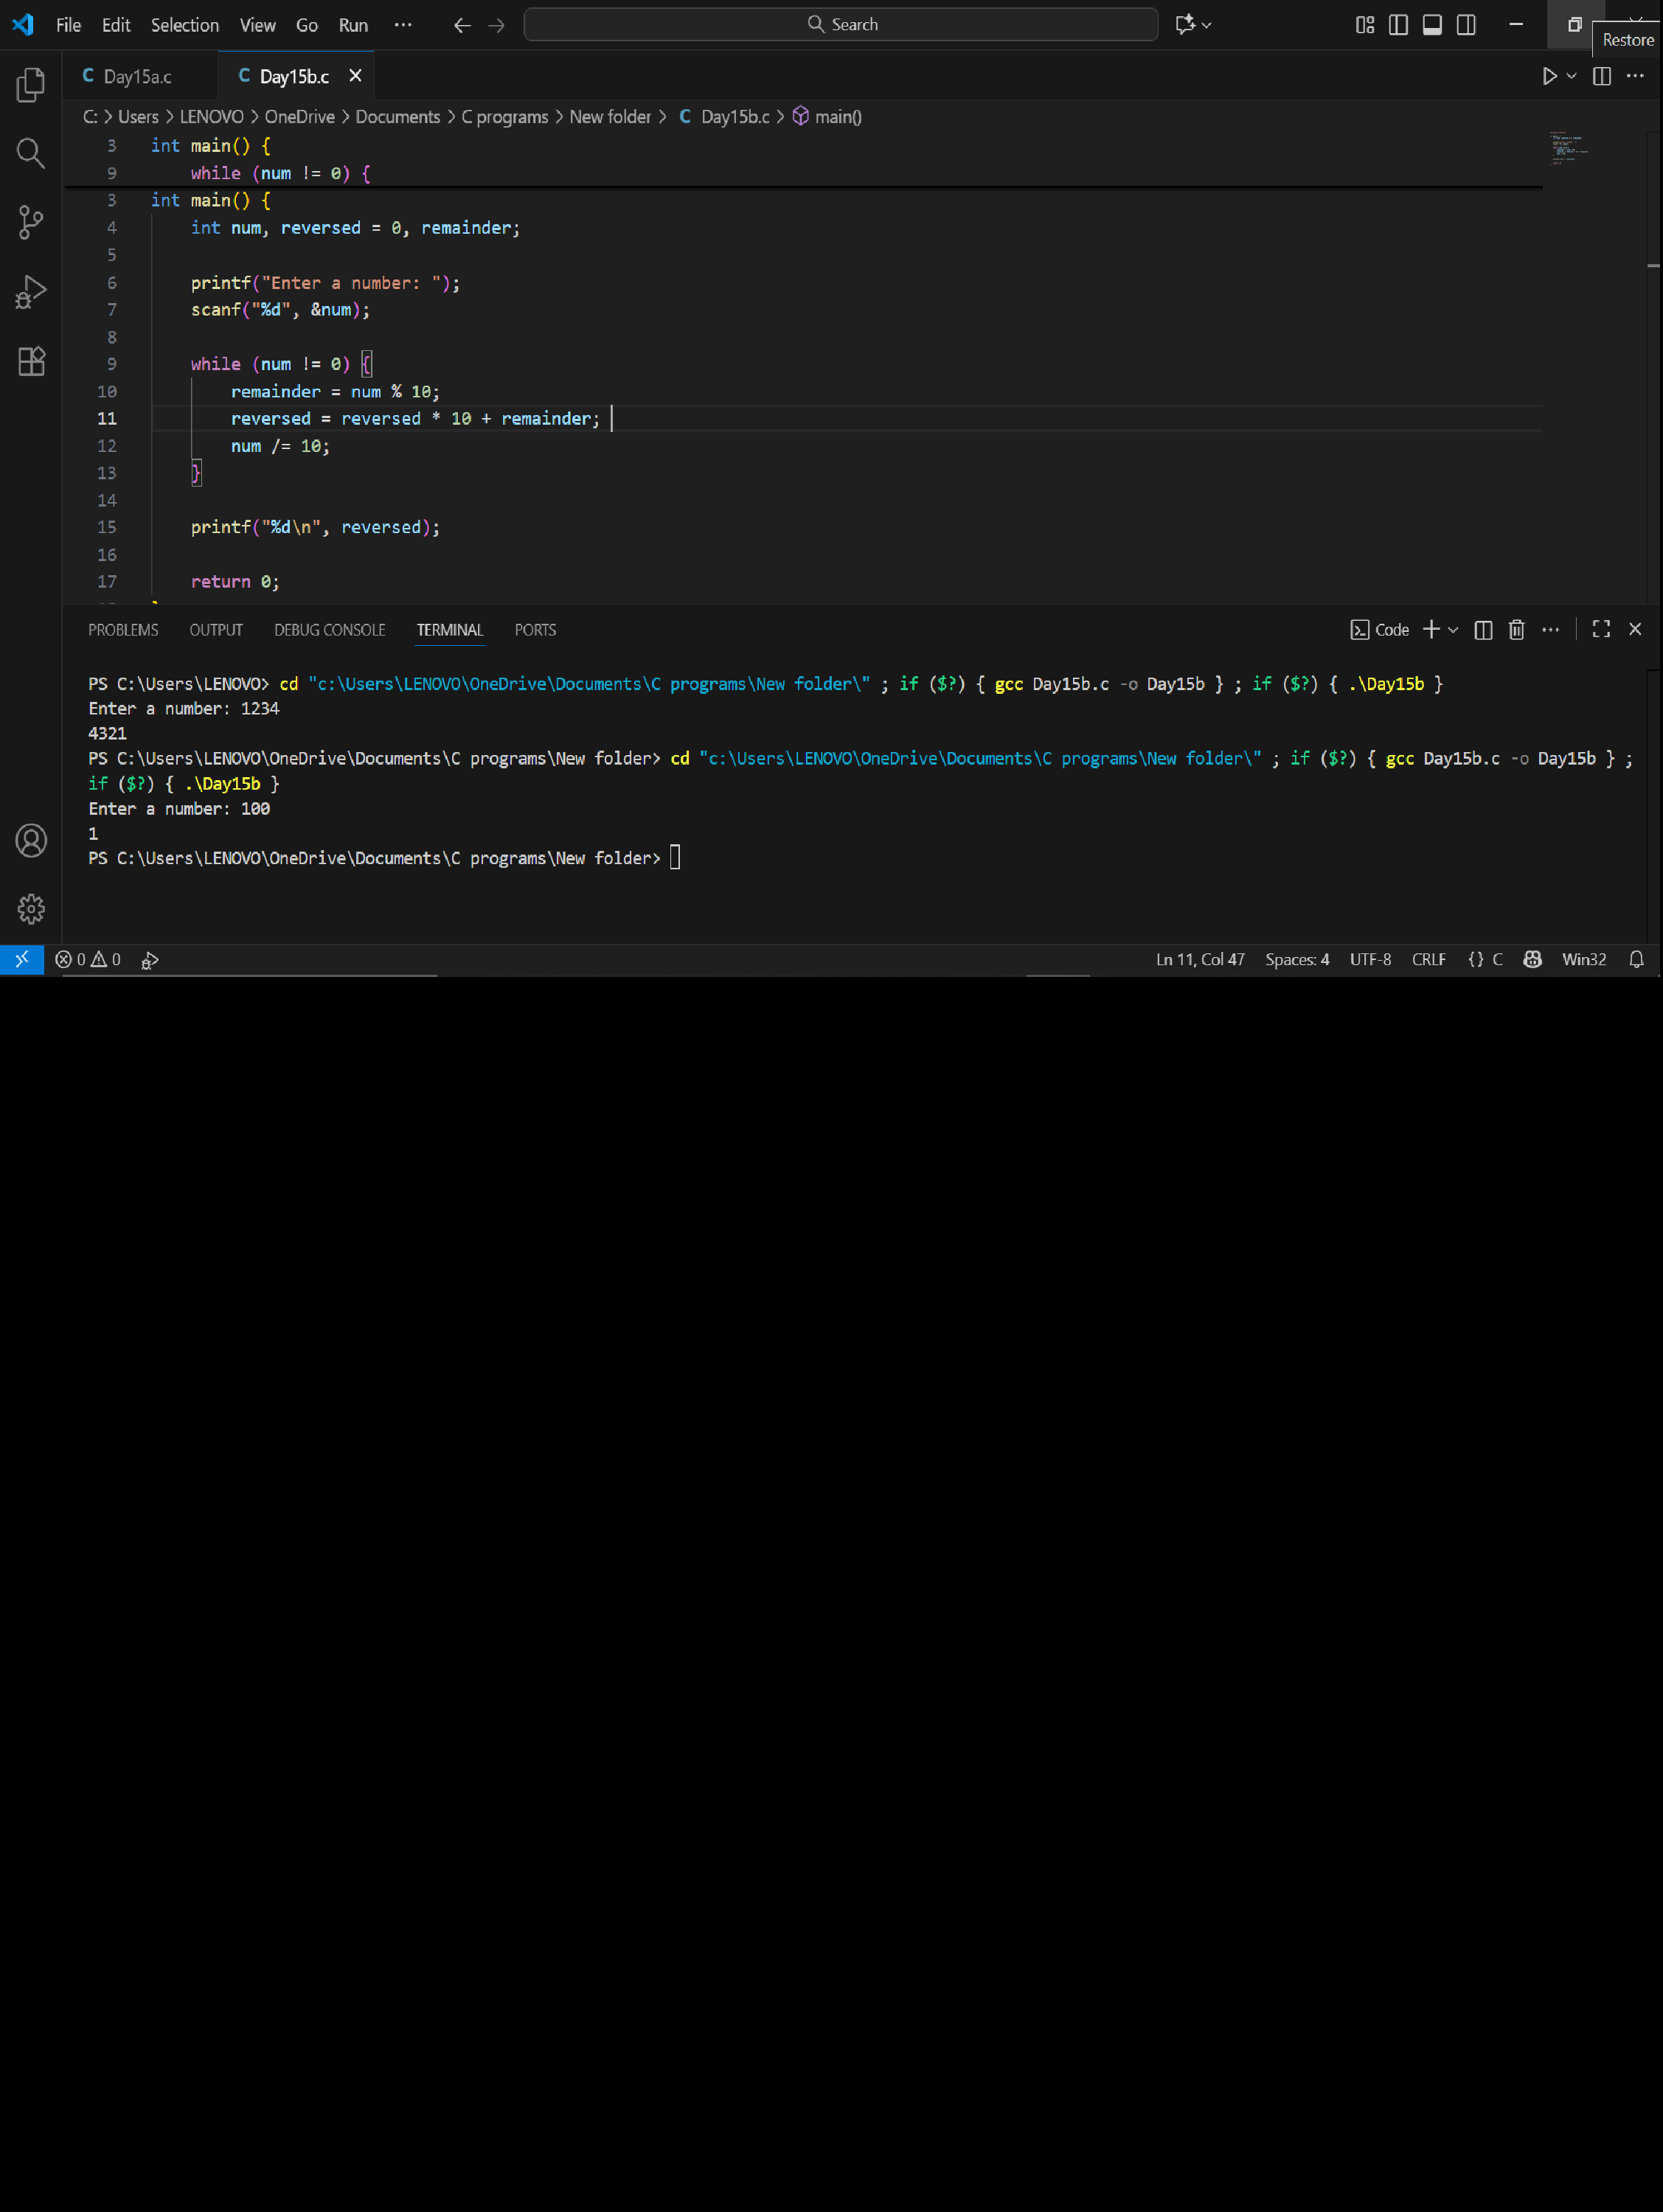 File Edit Selection View Go Run ··· Search
Restore
C Day15a.c C Day15b.c
C: > Users > LENOVO > OneDrive > Documents > C programs > New folder > C Day15b.c > main()
3 int main() {
9 while (num != 0) {
3 int main() {
4 int num, reversed = 0, remainder;
5
6 printf("Enter a number: ");
7 scanf("%d", &num);
8
9 while (num != 0) {
10 remainder = num % 10;
11 reversed = reversed * 10 + remainder;
12 num /= 10;
13 }
14
15 printf("%d\n", reversed);
16
17 return 0;
PROBLEMS OUTPUT DEBUG CONSOLE TERMINAL PORTS Code
PS C:\Users\LENOVO> cd "c:\Users\LENOVO\OneDrive\Documents\C programs\New folder\" ; if ($?) { gcc Day15b.c -o Day15b } ; if ($?) { .\Day15b }
Enter a number: 1234
4321
PS C:\Users\LENOVO\OneDrive\Documents\C programs\New folder> cd "c:\Users\LENOVO\OneDrive\Documents\C programs\New folder\" ; if ($?) { gcc Day15b.c -o Day15b } ;
if ($?) { .\Day15b }
Enter a number: 100
1
PS C:\Users\LENOVO\OneDrive\Documents\C programs\New folder>
0 0 Ln 11, Col 47 Spaces: 4 UTF-8 CRLF {} C Win32